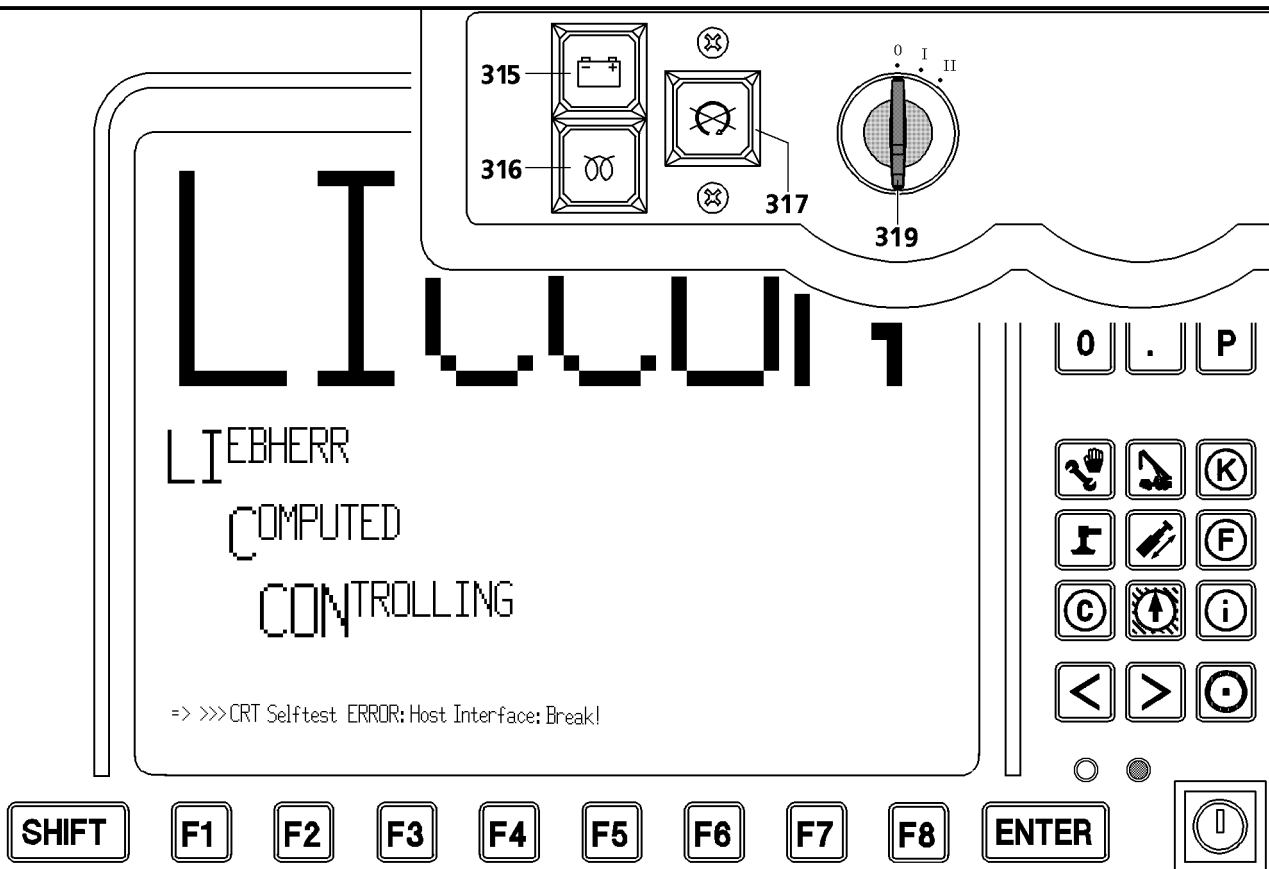 0 I II
315
316
317
319
LICCON
0 . P
LIEBHERR
COMPUTED
CONTROLLING
K
F
C i
=> >>>CRT Selftest ERROR: Host Interface: Break!
< >
SHIFT F1 F2 F3 F4 F5 F6 F7 F8 ENTER